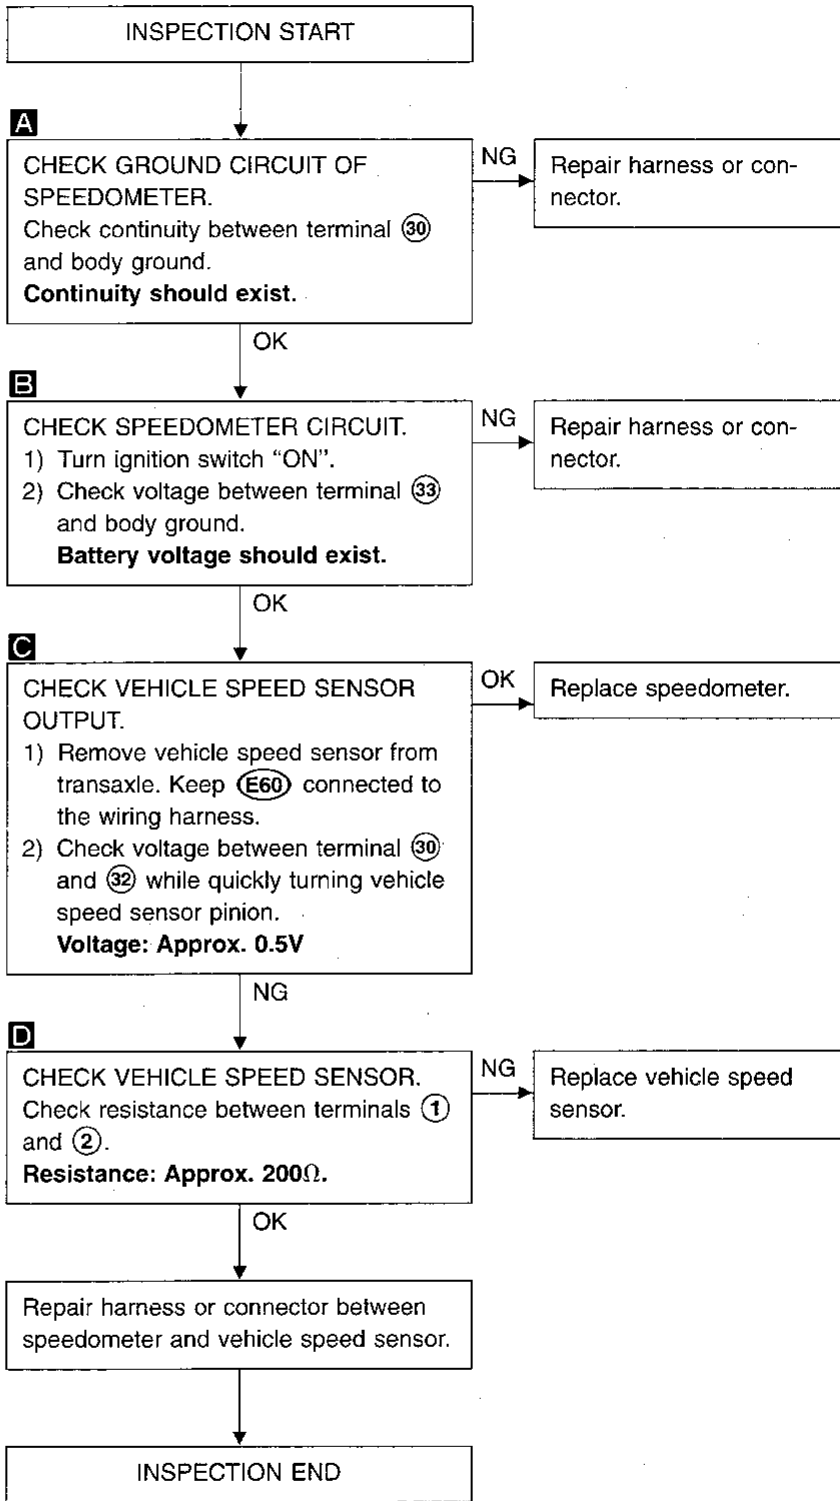 INSPECTION START
A
CHECK GROUND CIRCUIT OF
SPEEDOMETER.
Check continuity between terminal 30
and body ground.
Continuity should exist.
NG
Repair harness or con-
nector.
OK
B
CHECK SPEEDOMETER CIRCUIT.
1) Turn ignition switch “ON”.
2) Check voltage between terminal 33
and body ground.
Battery voltage should exist.
NG
Repair harness or con-
nector.
OK
C
CHECK VEHICLE SPEED SENSOR
OUTPUT.
1) Remove vehicle speed sensor from
transaxle. Keep E60 connected to
the wiring harness.
2) Check voltage between terminal 30
and 32 while quickly turning vehicle
speed sensor pinion.
Voltage: Approx. 0.5V
OK
Replace speedometer.
NG
D
CHECK VEHICLE SPEED SENSOR.
Check resistance between terminals 1
and 2.
Resistance: Approx. 200Ω.
NG
Replace vehicle speed
sensor.
OK
Repair harness or connector between
speedometer and vehicle speed sensor.
INSPECTION END